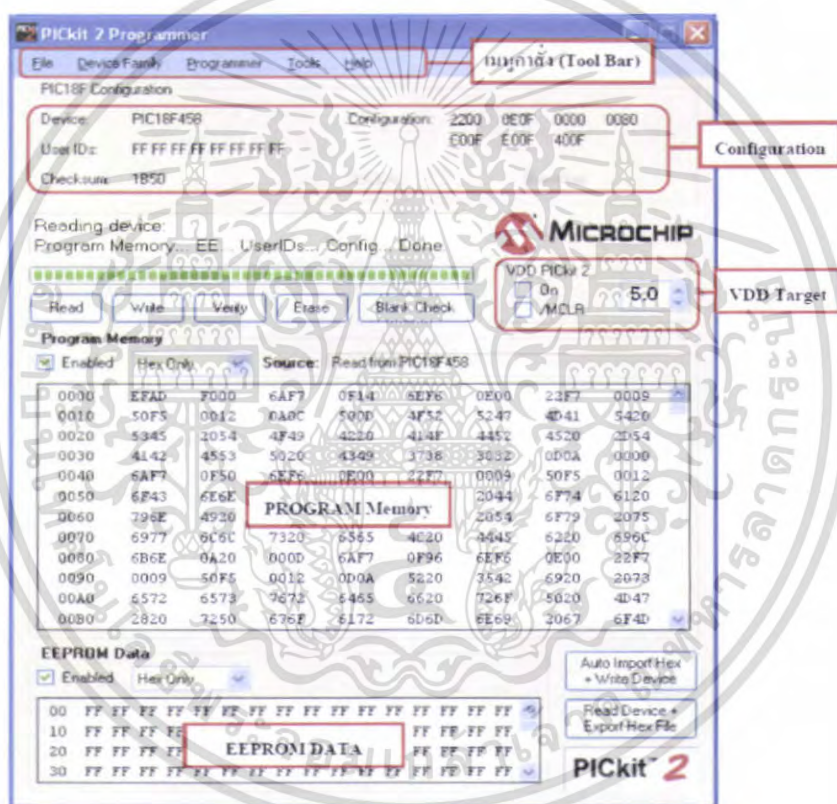 PICkit 2 Programmer
File Device Family Programmer Tools Help
เมนูคำสั่ง (Tool Bar)
PIC18F Configuration
Device: PIC18F458 Configuration: 2200 0E0F 0000 0080
User IDs: FF FF FF FF FF FF FF FF C00F E00F 400F
Checksum: 1B50
Configuration
Reading device:
Program Memory... EE... UserIDs... Config... Done
MICROCHIP
VDD PICkit 2
On
/MCLR
5.0
VDD Target
Read Write Verify Erase Blank Check
Program Memory
Enabled Hex Only Source: Read from PIC18F458
0000 EFAD F000 6AF7 0F14 6EF6 0E00 22F7 0009
0010 50F5 0012 0A0C 500D 4F52 5247 4D41 5420
0020 5345 2054 4F49 4220 414F 4452 4520 2D54
0030 4142 4553 5020 4349 3738 3032 0D0A 0000
0040 6AF7 0F50 6EF6 0E00 22F7 0009 50F5 0012
0050 6F43 6E6E 2044 6F74 6120
0060 796E 4920 2054 6F79 2075
0070 6977 6C6C 7320 6565 4C20 4445 6220 696C
0080 6B6E 0A20 000D 6AF7 0F96 6EF6 0E00 22F7
0090 0009 50F5 0012 0D0A 5220 3542 6920 2073
00A0 6572 6573 7672 6465 6620 726F 5020 4D47
00B0 2820 7250 676F 6172 6D6D 6E69 2067 6F4D
PROGRAM Memory
EEPROM Data
Enabled Hex Only
Auto Import Hex
+ Write Device
Read Device +
Export Hex File
00 FF FF FF FF FF FF FF FF FF FF FF FF FF FF FF FF
10 FF FF FF FF FF FF FF FF
20 FF FF FF FF FF FF FF FF
30 FF FF FF FF FF FF FF FF FF FF FF FF FF FF FF FF
EEPROM DATA
PICkit™ 2